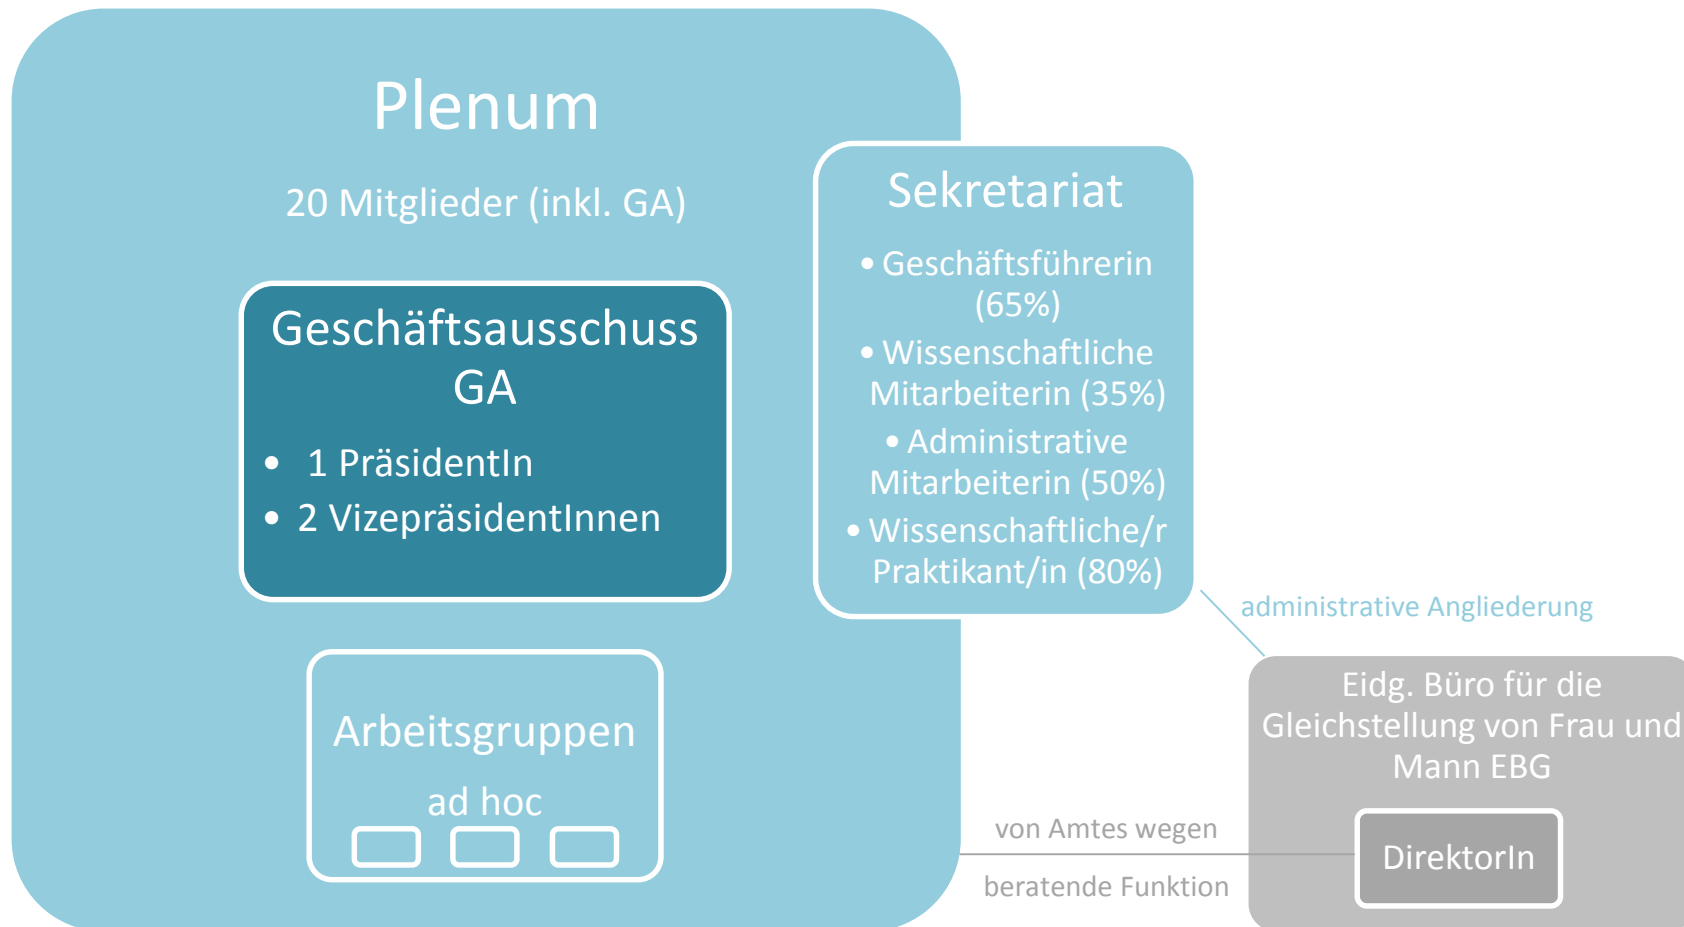 Plenum
20 Mitglieder (inkl. GA)
Geschäftsausschuss
GA
• 1 PräsidentIn
• 2 VizepräsidentInnen
Arbeitsgruppen
ad hoc
Sekretariat
• Geschäftsführerin
(65%)
• Wissenschaftliche
Mitarbeiterin (35%)
• Administrative
Mitarbeiterin (50%)
• Wissenschaftliche/r
Praktikant/in (80%)
administrative Angliederung
Eidg. Büro für die
Gleichstellung von Frau und
Mann EBG
DirektorIn
von Amtes wegen
beratende Funktion